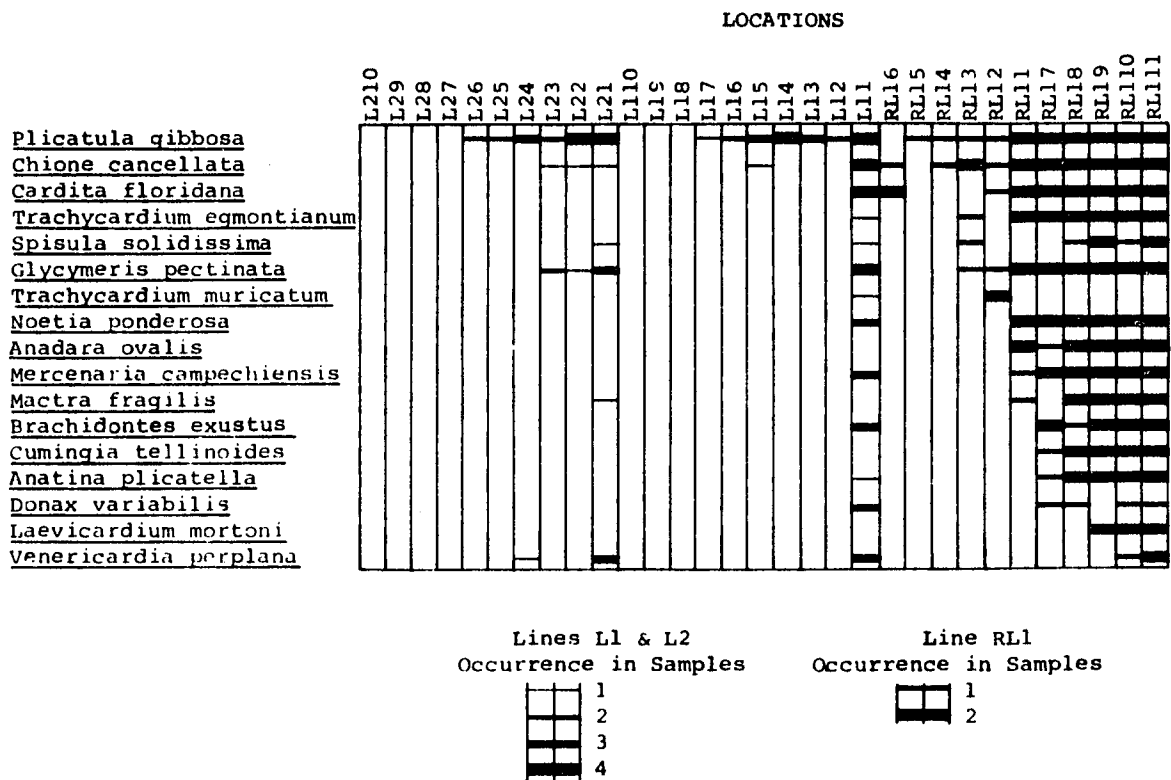 LOCATIONS
L210 L29 L28 L27 L26 L25 L24 L23 L22 L21 L110 L19 L18 L17 L16 L15 L14 L13 L12 L11 RL16 RL15 RL14 RL13 RL12 RL11 RL17 RL18 RL19 RL110 RL111
Plicatula gibbosa
Chione cancellata
Cardita floridana
Trachycardium egmontianum
Spisula solidissima
Glycymeris pectinata
Trachycardium muricatum
Noetia ponderosa
Anadara ovalis
Mercenaria campechiensis
Mactra fragilis
Brachidontes exustus
Cumingia tellinoides
Anatina plicatella
Donax variabilis
Laevicardium mortoni
Venericardia perplana
Lines L1 & L2
Occurrence in Samples
1
2
3
4
Line RL1
Occurrence in Samples
1
2